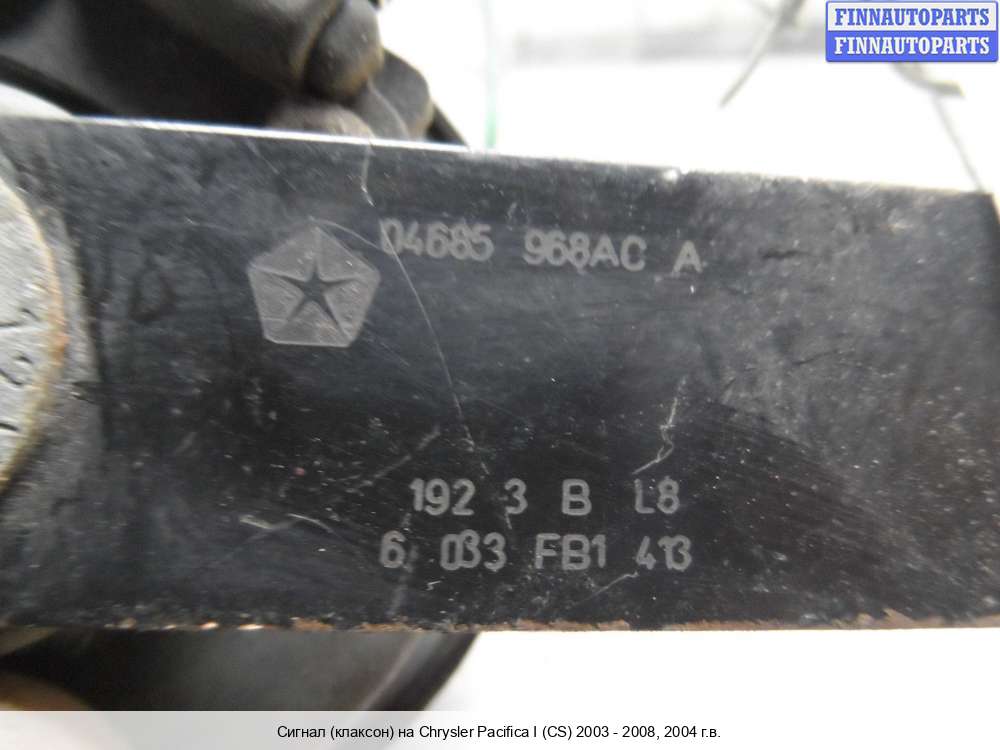 FINNAUTOPARTS
FINNAUTOPARTS
04685 968AC A
192 3 B L8
6 033 FB1 413
Сигнал (клаксон) на Chrysler Pacifica I (CS) 2003 - 2008, 2004 г.в.